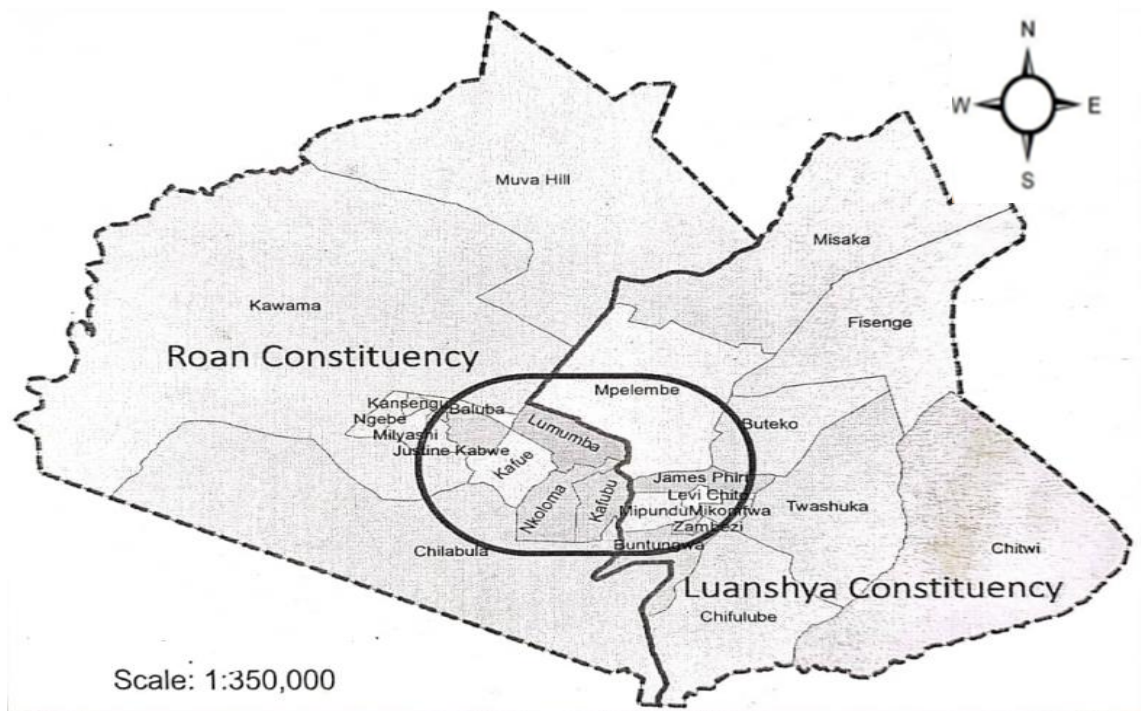 N
W E
S
Muva Hill
Misaka
Kawama
Fisenge
Roan Constituency
Mpelembe
Kansengu
Baluba
Ngebe
Lumumba
Buteko
Milyashi
Justine Kabwe
Kafue
James Phiri
Nkoloma
Kafubu
Levi Chito
Mipundu
Mikomfwa
Twashuka
Zambezi
Buntungwa
Chilabula
Chitwi
Luanshya Constituency
Chifulube
Scale: 1:350,000